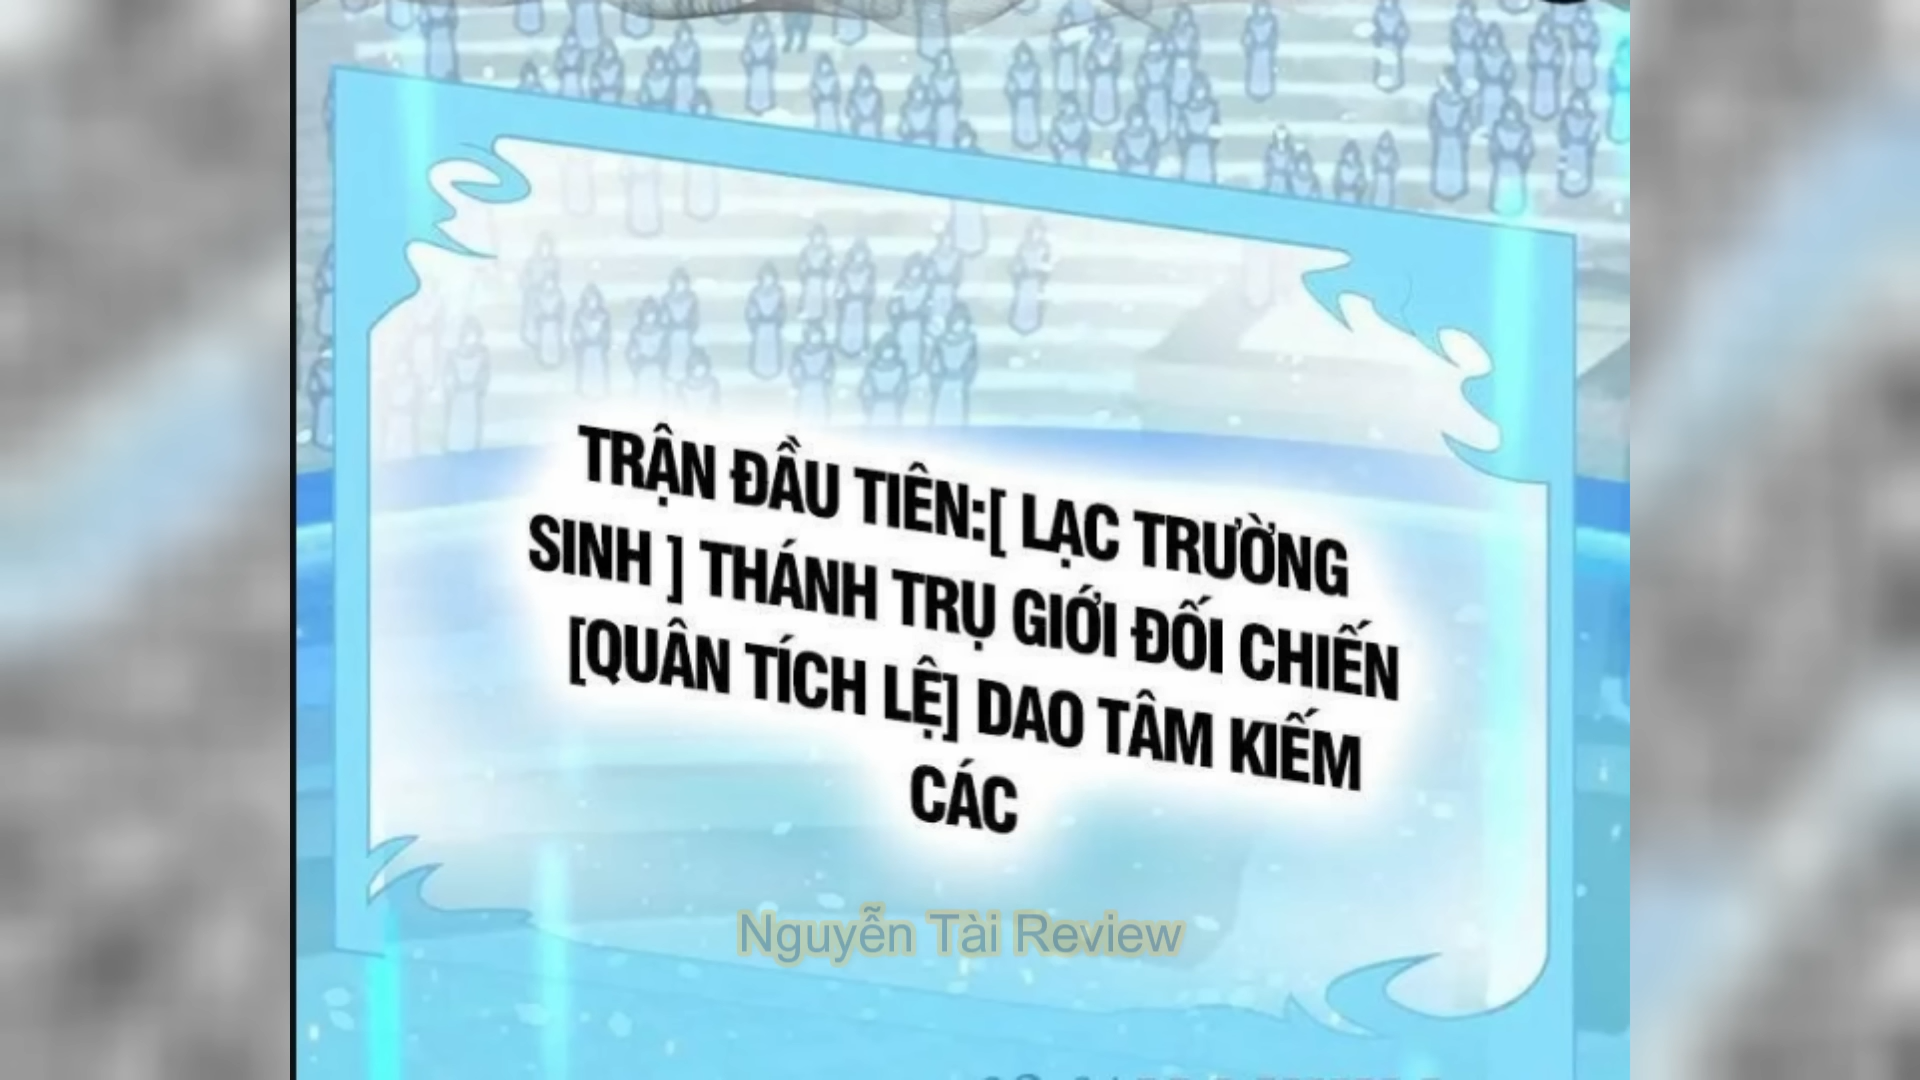 TRẬN ĐẦU TIÊN:[ LẠC TRƯỜNG
SINH ] THÁNH TRỤ GIỚI ĐỐI CHIẾN
[QUÂN TÍCH LỆ] DAO TÂM KIẾM
CÁC
Nguyễn Tài Review